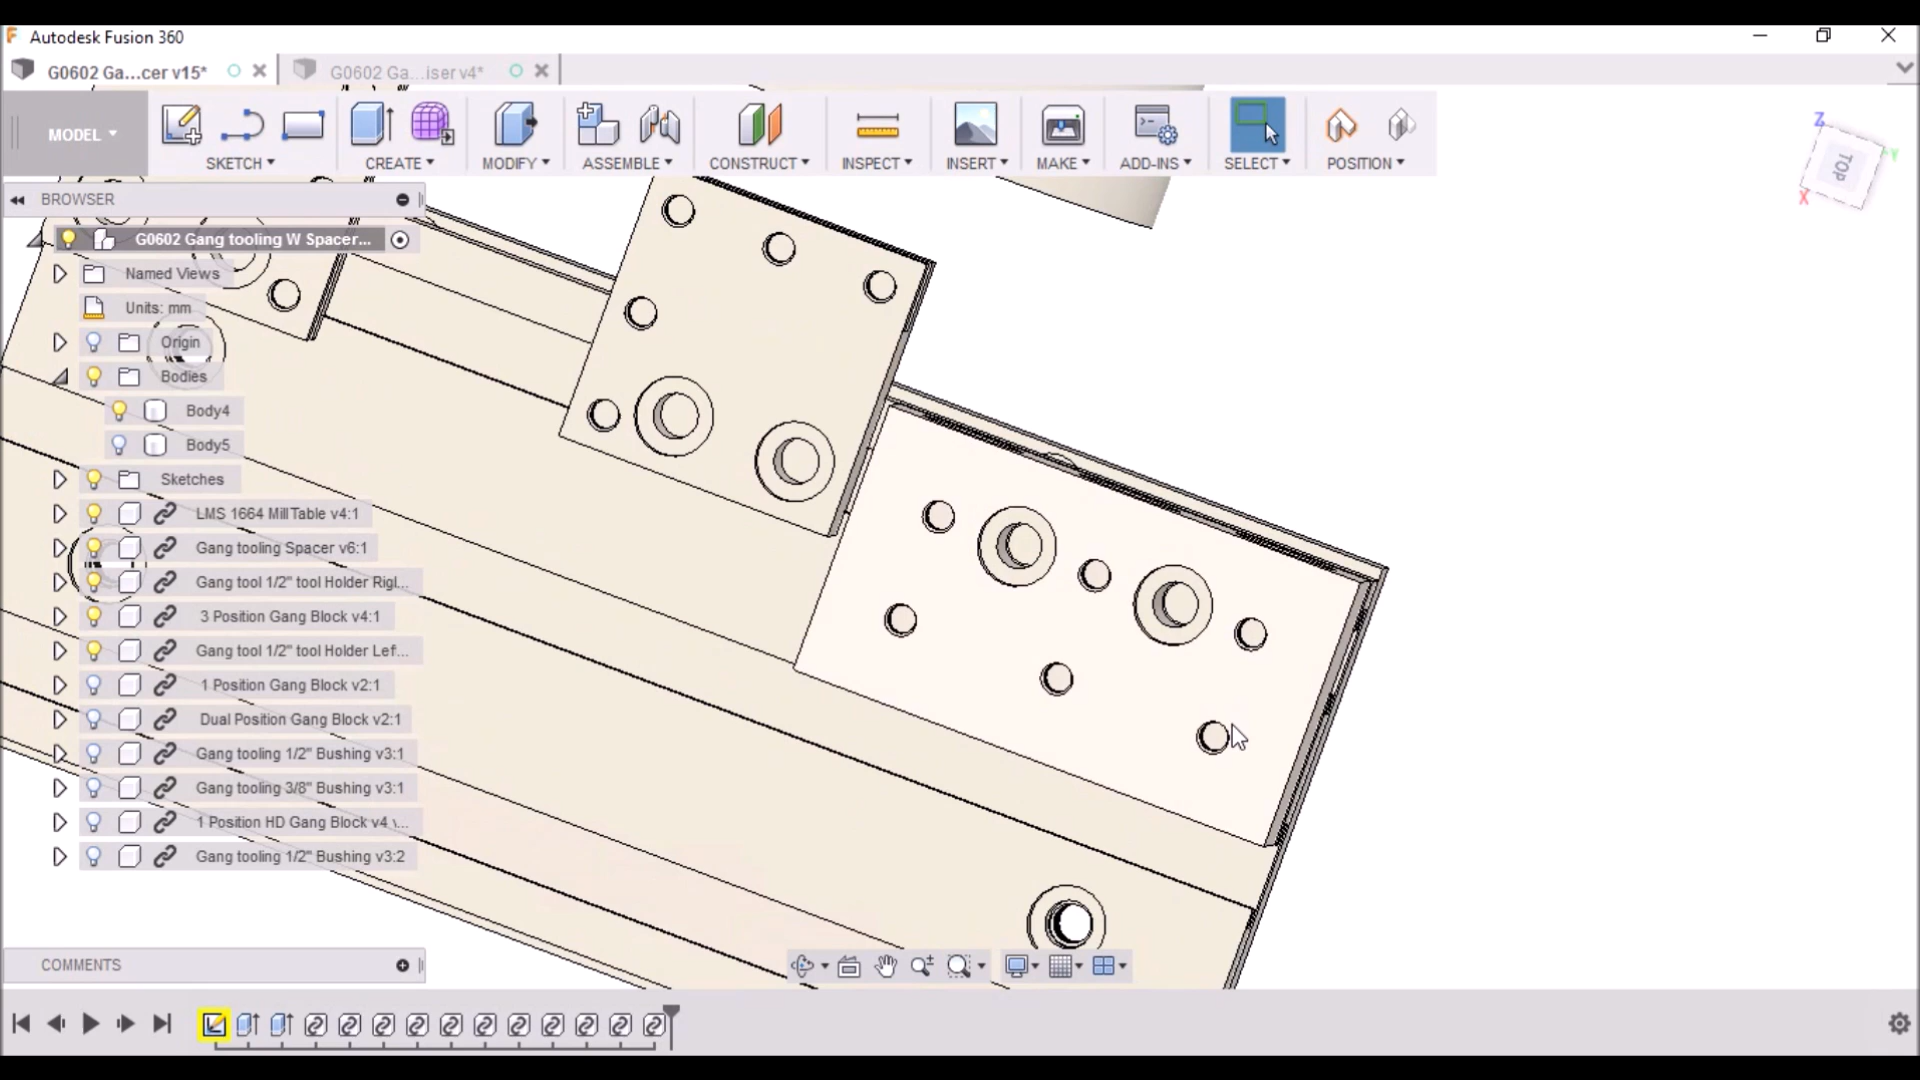 Autodesk Fusion 360
G0602 Ga...cer v15*
G0602 Ga...iser v4*
MODEL
SKETCH
CREATE
MODIFY
ASSEMBLE
CONSTRUCT
INSPECT
INSERT
MAKE
ADD-INS
SELECT
POSITION
Z
Y
X
TOP
BROWSER
G0602 Gang tooling W Spacer...
Named Views
Units: mm
Origin
Bodies
Body4
Body5
Sketches
LMS 1664 MillTable v4:1
Gang tooling Spacer v6:1
Gang tool 1/2" tool Holder Rigl...
3 Position Gang Block v4:1
Gang tool 1/2" tool Holder Lef...
1 Position Gang Block v2:1
Dual Position Gang Block v2:1
Gang tooling 1/2" Bushing v3:1
Gang tooling 3/8" Bushing v3:1
1 Position HD Gang Block v4 \...
Gang tooling 1/2" Bushing v3:2
COMMENTS